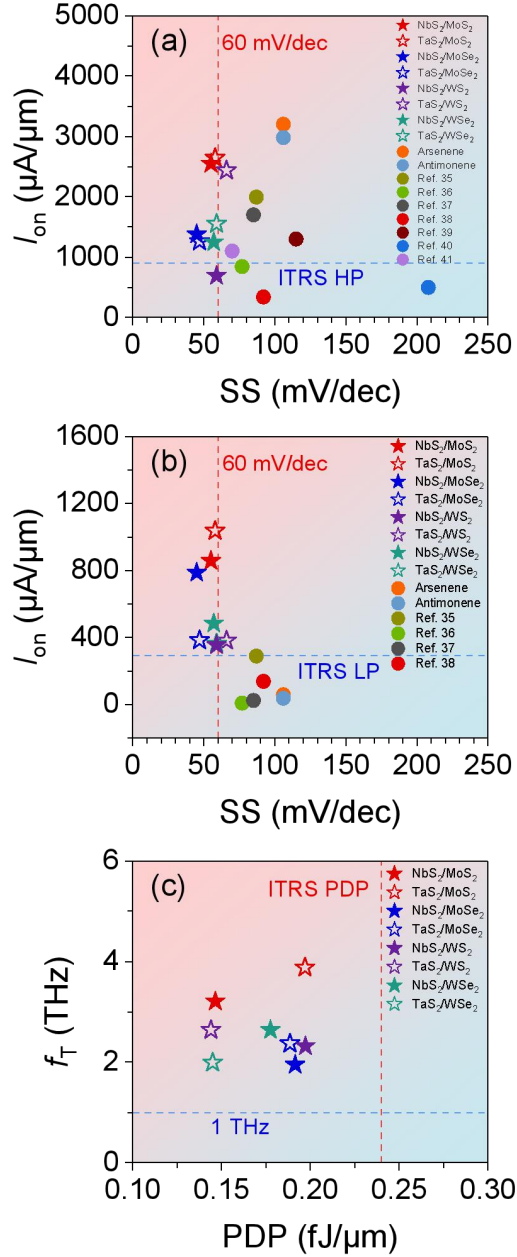 (a)
60 mV/dec
ITRS HP
NbS₂/MoS₂
TaS₂/MoS₂
NbS₂/MoSe₂
TaS₂/MoSe₂
NbS₂/WS₂
TaS₂/WS₂
NbS₂/WSe₂
TaS₂/WSe₂
Arsenene
Antimonene
Ref. 35
Ref. 36
Ref. 37
Ref. 38
Ref. 39
Ref. 40
Ref. 41
5000
4000
3000
2000
1000
0
Ion (µA/µm)
0 50 100 150 200 250
SS (mV/dec)
(b)
60 mV/dec
ITRS LP
NbS₂/MoS₂
TaS₂/MoS₂
NbS₂/MoSe₂
TaS₂/MoSe₂
NbS₂/WS₂
TaS₂/WS₂
NbS₂/WSe₂
TaS₂/WSe₂
Arsenene
Antimonene
Ref. 35
Ref. 36
Ref. 37
Ref. 38
1600
1200
800
400
0
Ion (µA/µm)
0 50 100 150 200 250
SS (mV/dec)
(c)
ITRS PDP
1 THz
NbS₂/MoS₂
TaS₂/MoS₂
NbS₂/MoSe₂
TaS₂/MoSe₂
NbS₂/WS₂
TaS₂/WS₂
NbS₂/WSe₂
TaS₂/WSe₂
6
4
2
0
fT (THz)
0.10 0.15 0.20 0.25 0.30
PDP (fJ/µm)